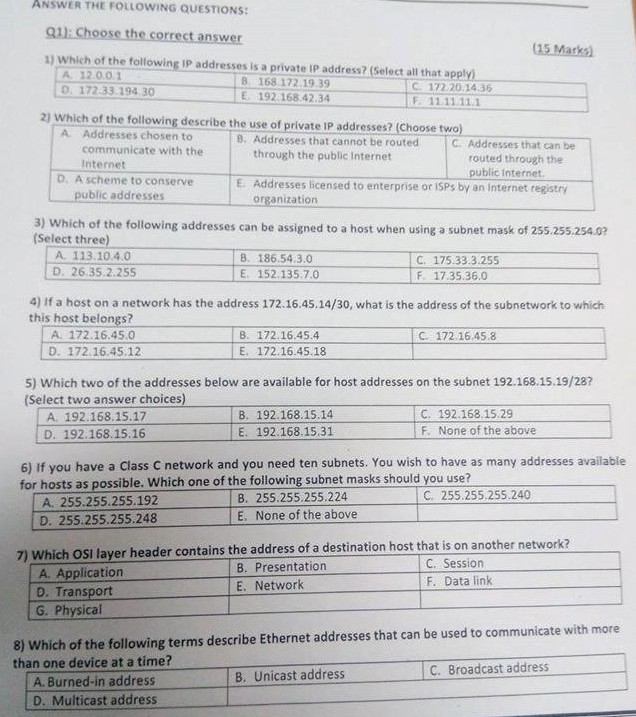 ANSWER THE FOLLOWING QUESTIONS:
Q1): Choose the correct answer
(15 Marks)
1) Which of the following IP addresses is a private IP address? (Select all that apply)
A. 12.0.0.1
B. 168.172.19.39
C. 172.20.14.36
D. 172.33.194.30
E. 192.168.42.34
F. 11.11.11.1
2) Which of the following describe the use of private IP addresses? (Choose two)
A. Addresses chosen to
communicate with the
Internet
B. Addresses that cannot be routed
through the public Internet
C. Addresses that can be
routed through the
public Internet.
D. A scheme to conserve
public addresses
E. Addresses licensed to enterprise or ISPs by an Internet registry
organization
3) Which of the following addresses can be assigned to a host when using a subnet mask of 255.255.254.0?
(Select three)
A. 113.10.4.0
B. 186.54.3.0
C. 175.33.3.255
D. 26.35.2.255
E. 152.135.7.0
F. 17.35.36.0
4) If a host on a network has the address 172.16.45.14/30, what is the address of the subnetwork to which
this host belongs?
A. 172.16.45.0
B. 172.16.45.4
C. 172.16.45.8
D. 172.16.45.12
E. 172.16.45.18
5) Which two of the addresses below are available for host addresses on the subnet 192.168.15.19/28?
(Select two answer choices)
A. 192.168.15.17
B. 192.168.15.14
C. 192.168.15.29
D. 192.168.15.16
E. 192.168.15.31
F. None of the above
6) If you have a Class C network and you need ten subnets. You wish to have as many addresses available
for hosts as possible. Which one of the following subnet masks should you use?
A. 255.255.255.192
B. 255.255.255.224
C. 255.255.255.240
D. 255.255.255.248
E. None of the above
7) Which OSI layer header contains the address of a destination host that is on another network?
A. Application
B. Presentation
C. Session
D. Transport
E. Network
F. Data link
G. Physical
8) Which of the following terms describe Ethernet addresses that can be used to communicate with more
than one device at a time?
A. Burned-in address
B. Unicast address
C. Broadcast address
D. Multicast address